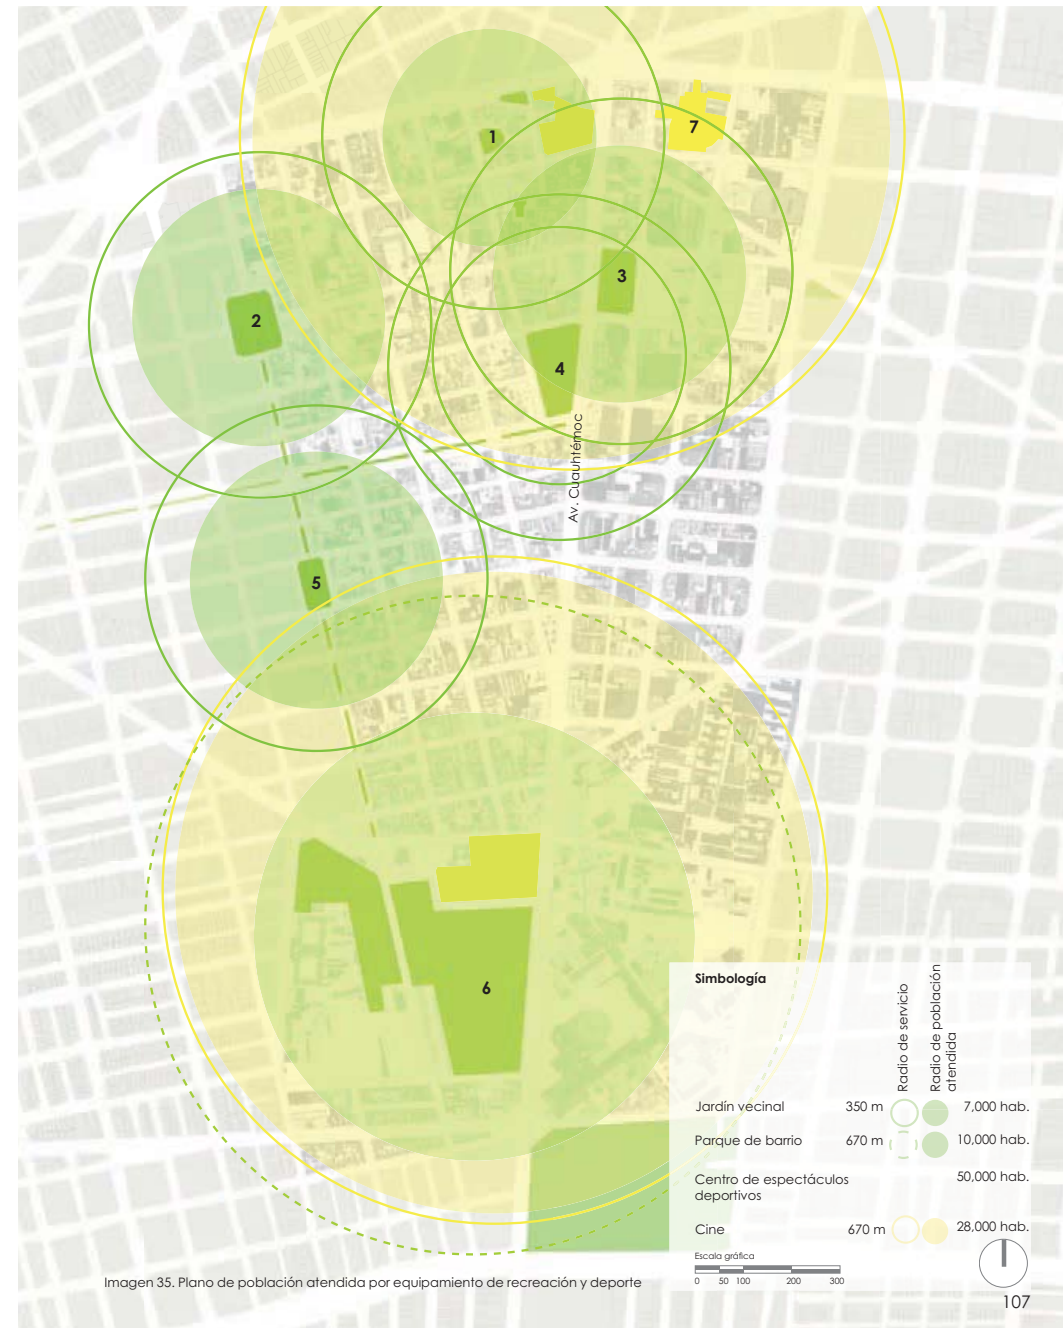 1
7
3
2
4
Av. Cuauhtémoc
5
6
Simbología
Radio de servicio
Radio de población
atendida
Jardín vecinal 350 m 7,000 hab.
Parque de barrio 670 m 10,000 hab.
Centro de espectáculos
deportivos
50,000 hab.
Cine 670 m 28,000 hab.
Escala gráfica
0 50 100 200 300
Imagen 35. Plano de población atendida por equipamiento de recreación y deporte
107